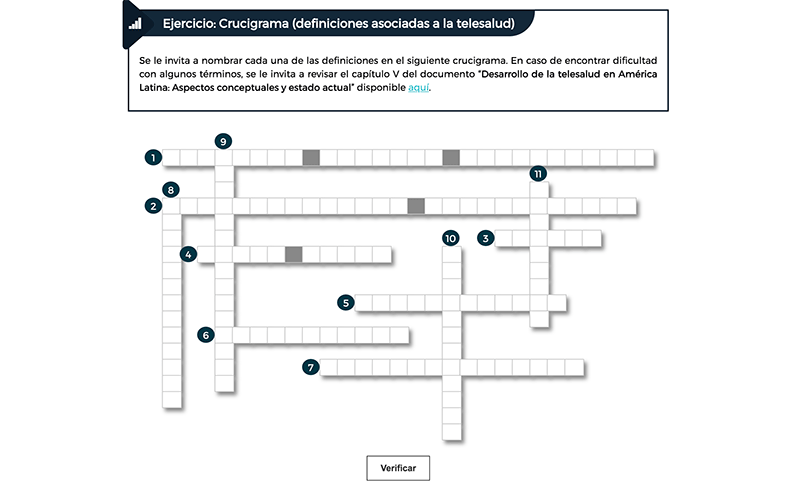 Ejercicio: Crucigrama (definiciones asociadas a la telesalud)
Se le invita a nombrar cada una de las definiciones en el siguiente crucigrama. En caso de encontrar dificultad
con algunos términos, se le invita a revisar el capítulo V del documento “Desarrollo de la telesalud en América
Latina: Aspectos conceptuales y estado actual” disponible aquí.
9
1
11
8
2
10
3
4
5
6
7
Verificar